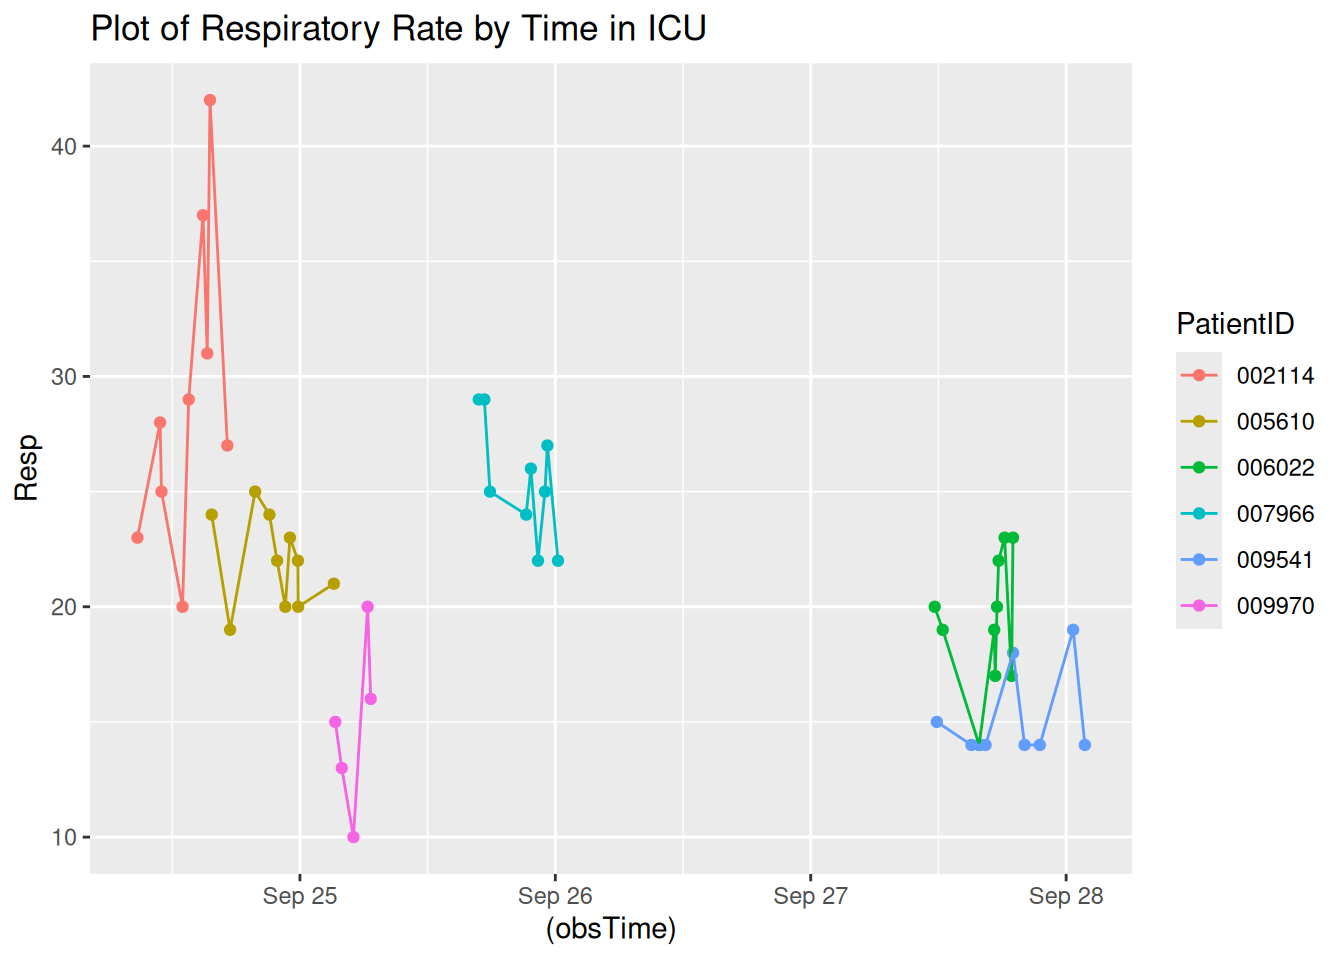 Plot of Respiratory Rate by Time in ICU
40
30
20
10
Resp
Sep 25
Sep 26
Sep 27
Sep 28
(obsTime)
PatientID
002114
005610
006022
007966
009541
009970